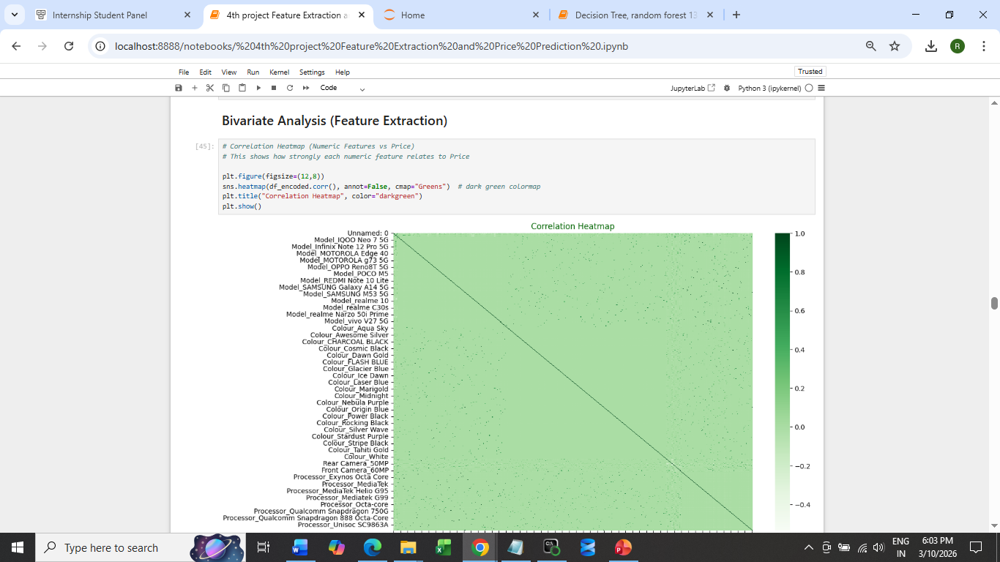 Internship Student Panel
4th project Feature Extraction a
Home
Decision Tree, random forest 13
localhost:8888/notebooks/%204th%20project%20Feature%20Extraction%20and%20Price%20Prediction%20.ipynb
R
File Edit View Run Kernel Settings Help
Trusted
Code
JupyterLab
Python 3 (ipykernel)
Bivariate Analysis (Feature Extraction)
[45]:
# Correlation Heatmap (Numeric Features vs Price)
# This shows how strongly each numeric feature relates to Price
plt.figure(figsize=(12,8))
sns.heatmap(df_encoded.corr(), annot=False, cmap="Greens")  # dark green colormap
plt.title("Correlation Heatmap", color="darkgreen")
plt.show()
Correlation Heatmap
Unnamed: 0
Model_IQOO Neo 7 5G
Model_Infinix Note 12 Pro 5G
Model_MOTOROLA Edge 40
Model_MOTOROLA g73 5G
Model_OPPO Reno8T 5G
Model_POCO M5
Model_REDMI Note 10 Lite
Model_SAMSUNG Galaxy A14 5G
Model_SAMSUNG M53 5G
Model_realme 10
Model_realme C30s
Model_realme Narzo 50i Prime
Model_vivo V27 5G
Colour_Aqua Sky
Colour_Awesome Silver
Colour_CHARCOAL BLACK
Colour_Cosmic Black
Colour_Dawn Gold
Colour_FLASH BLUE
Colour_Glacier Blue
Colour_Ice Dawn
Colour_Laser Blue
Colour_Marigold
Colour_Midnight
Colour_Nebula Purple
Colour_Origin Blue
Colour_Power Black
Colour_Rocking Black
Colour_Silver Wave
Colour_Stardust Purple
Colour_Stripe Black
Colour_Tahiti Gold
Colour_White
Rear Camera_50MP
Front Camera_60MP
Processor_Exynos Octa Core
Processor_MediaTek
Processor_MediaTek Helio G95
Processor_Mediatek G99
Processor_Octa-core
Processor_Qualcomm Snapdragon 750G
Processor_Qualcomm Snapdragon 888 Octa-Core
Processor_Unisoc SC9863A
1.0
0.8
0.6
0.4
0.2
0.0
−0.2
−0.4
Type here to search
ENG
IN
6:03 PM
3/10/2026